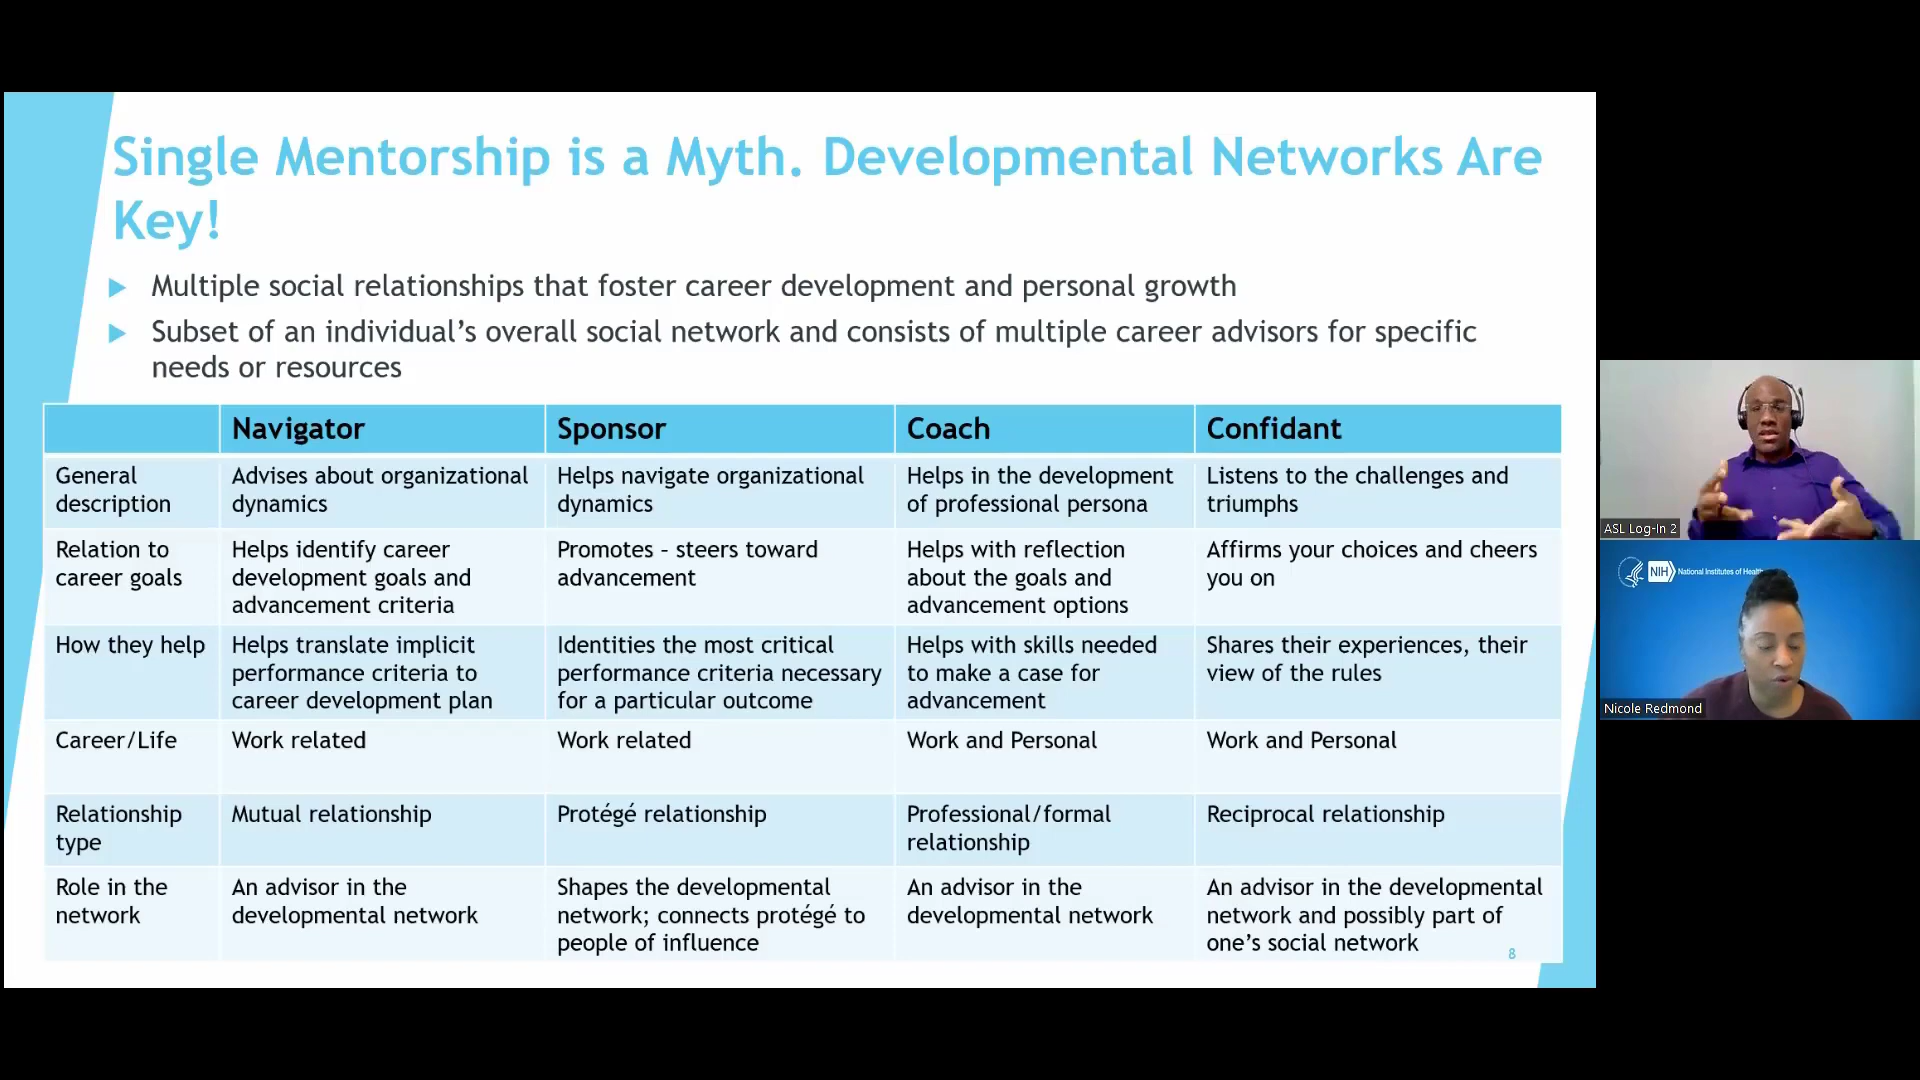 Single Mentorship is a Myth. Developmental Networks Are
Key!
Multiple social relationships that foster career development and personal growth
Subset of an individual’s overall social network and consists of multiple career advisors for specific
needs or resources
Navigator
Sponsor
Coach
Confidant
General
description
Advises about organizational
dynamics
Helps navigate organizational
dynamics
Helps in the development
of professional persona
Listens to the challenges and
triumphs
Relation to
career goals
Helps identify career
development goals and
advancement criteria
Promotes – steers toward
advancement
Helps with reflection
about the goals and
advancement options
Affirms your choices and cheers
you on
How they help
Helps translate implicit
performance criteria to
career development plan
Identities the most critical
performance criteria necessary
for a particular outcome
Helps with skills needed
to make a case for
advancement
Shares their experiences, their
view of the rules
Career/Life
Work related
Work related
Work and Personal
Work and Personal
Relationship
type
Mutual relationship
Protégé relationship
Professional/formal
relationship
Reciprocal relationship
Role in the
network
An advisor in the
developmental network
Shapes the developmental
network; connects protégé to
people of influence
An advisor in the
developmental network
An advisor in the developmental
network and possibly part of
one’s social network
8
ASL Log-In 2
NIH National Institutes of Health
Nicole Redmond